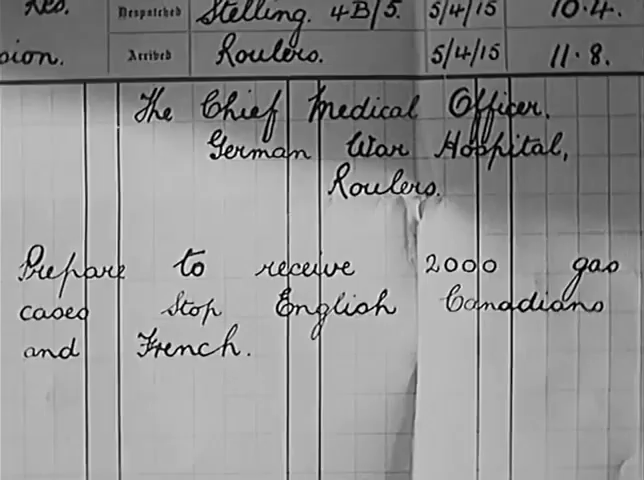 Despatched Stelling. 4B/5. 5/4/15 10.4.
sion. Arrived Roulers. 5/4/15 11.8.
The Chief Medical Officer.
German War Hospital,
Roulers.
Prepare to receive 2000 gas
cases Stop English Canadians
and French.